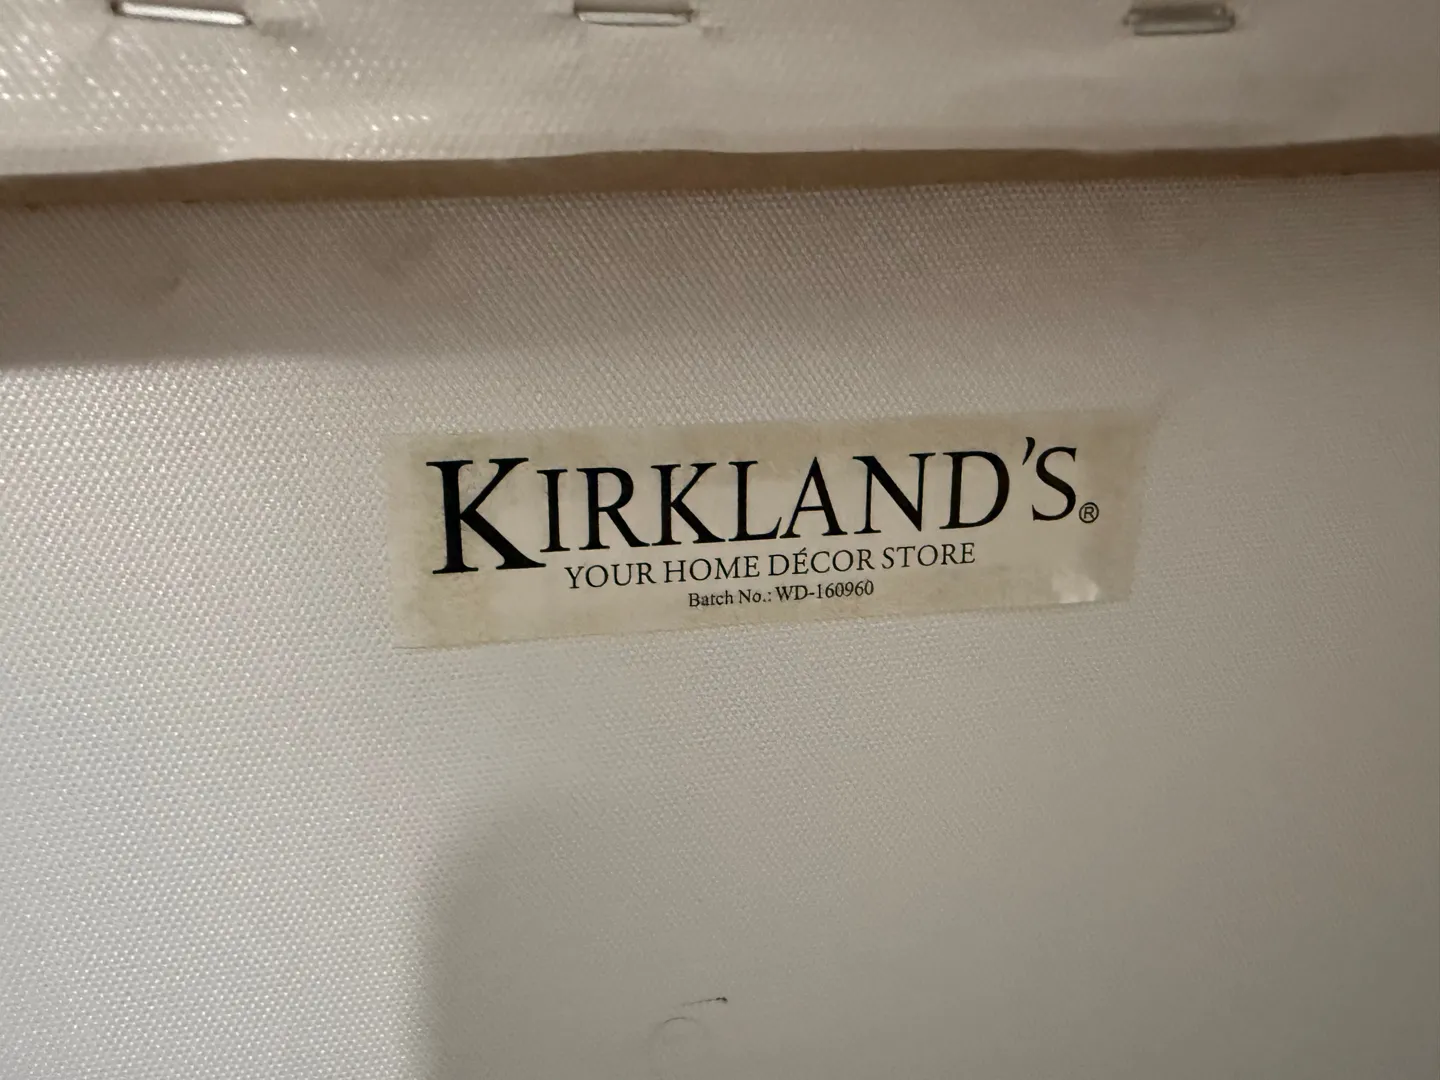 KIRKLAND'S®
YOUR HOME DÉCOR STORE
Batch No.: WD-160960